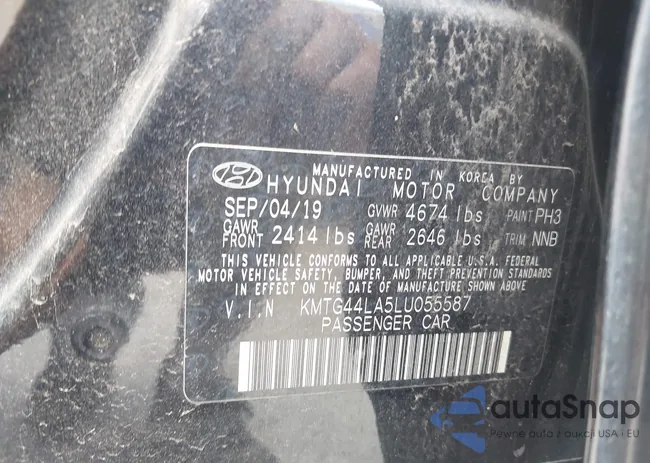 MANUFACTURED IN KOREA BY
HYUNDAI MOTOR COMPANY
SEP/04/19 GVWR 4674 lbs PAINT PH3
GAWR FRONT 2414 lbs GAWR REAR 2646 lbs TRIM NNB
THIS VEHICLE CONFORMS TO ALL APPLICABLE U.S.A. FEDERAL
MOTOR VEHICLE SAFETY, BUMPER, AND THEFT PREVENTION STANDARDS
IN EFFECT ON THE DATE OF MANUFACTURE SHOWN ABOVE
V.I.N KMTG44LA5LU055587
PASSENGER CAR
autaSnap
Pewne auta z aukcji USA i EU